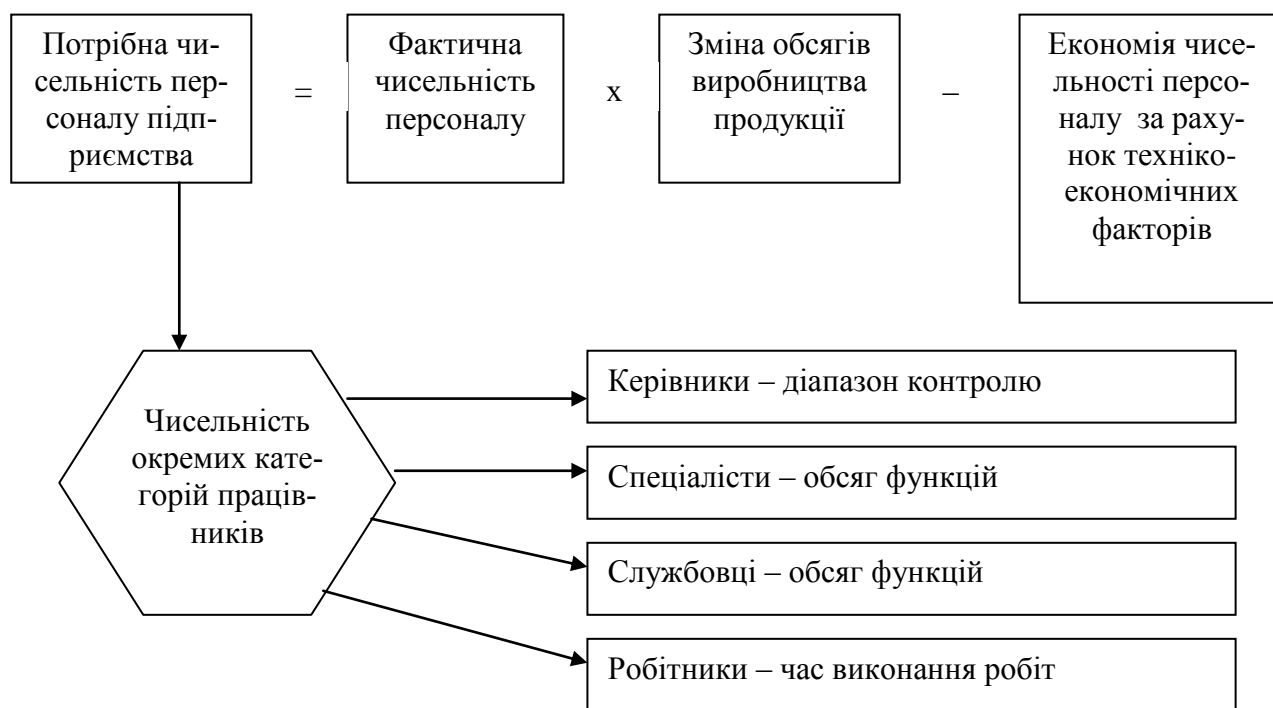 Потрібна чи-
сельність пер-
соналу підп-
риємства
=
Фактична
чисельність
персоналу
х
Зміна обсягів
виробництва
продукції
–
Економія чисе-
льності персо-
налу за раху-
нок техніко-
економічних
факторів
Чисельність
окремих кате-
горій праців-
ників
Керівники – діапазон контролю
Спеціалісти – обсяг функцій
Службовці – обсяг функцій
Робітники – час виконання робіт